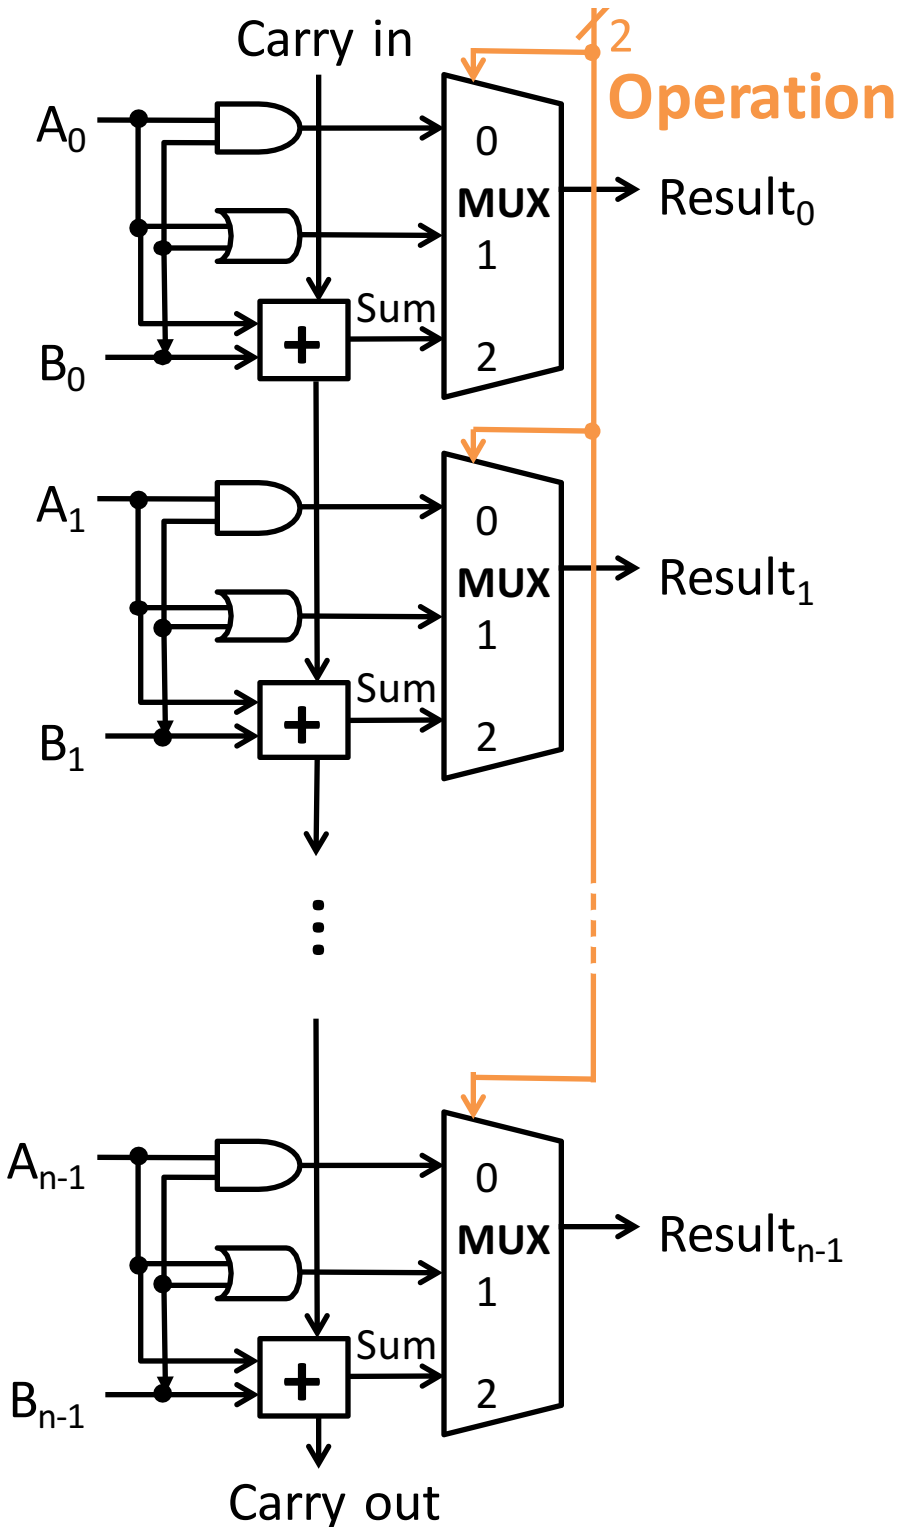 Carry in
2
Operation
A₀
0
MUX
Result₀
1
Sum
B₀
+
2
A₁
0
MUX
Result₁
1
Sum
B₁
+
2
Aₙ₋₁
0
MUX
Resultₙ₋₁
1
Sum
Bₙ₋₁
+
2
Carry out